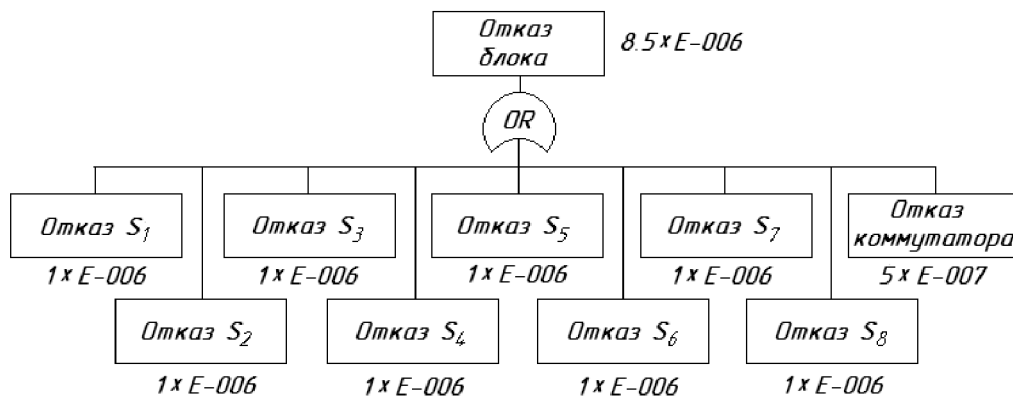 Отказ
блока
8.5 × E-006
OR
Отказ S₁
1 × E-006
Отказ S₃
1 × E-006
Отказ S₅
1 × E-006
Отказ S₇
1 × E-006
Отказ
коммутатора
5 × E-007
Отказ S₂
1 × E-006
Отказ S₄
1 × E-006
Отказ S₆
1 × E-006
Отказ S₈
1 × E-006